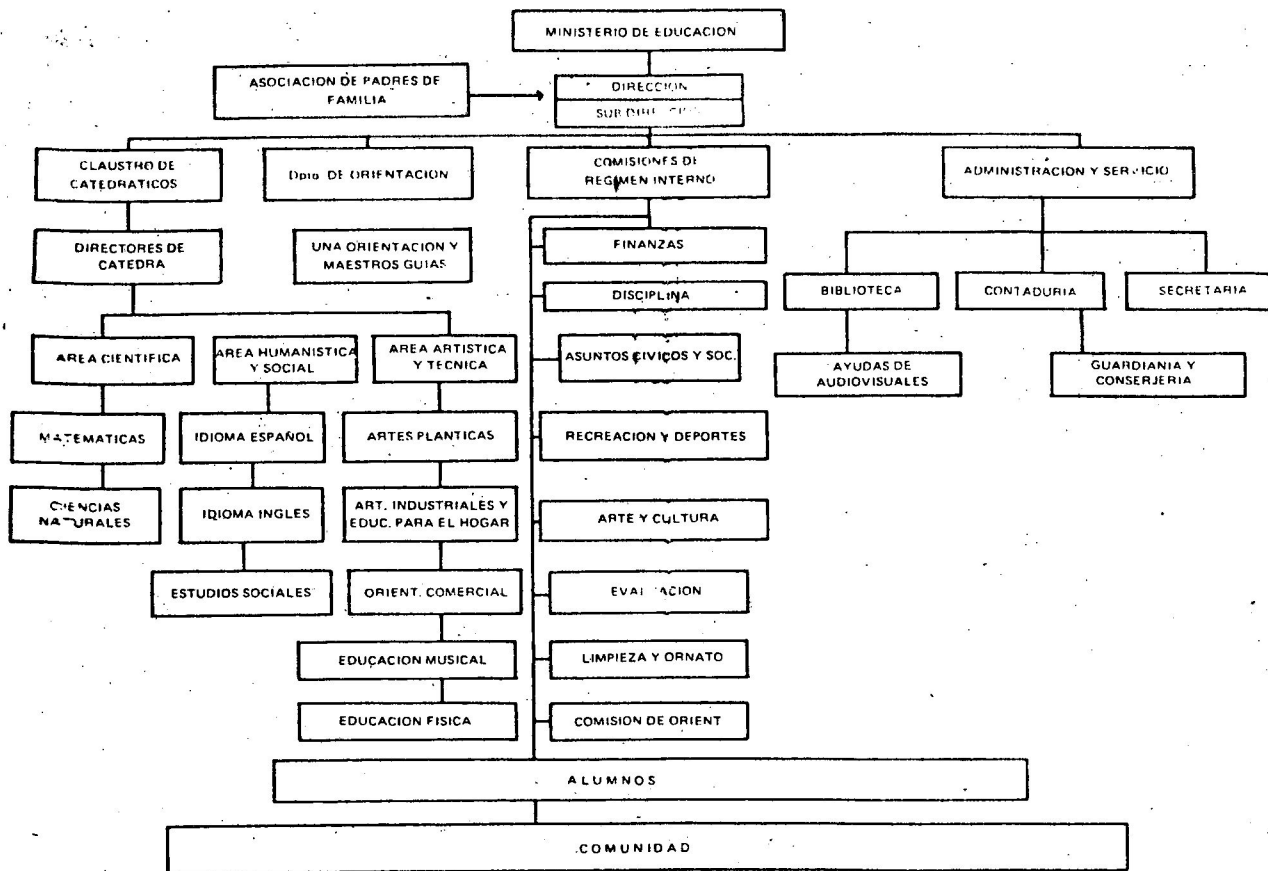 MINISTERIO DE EDUCACION
ASOCIACION DE PADRES DE
FAMILIA
DIRECCION
SUB DIRECCION
CLAUSTRO DE
CATEDRATICOS
Dpto. DE ORIENTACION
COMISIONES DE
REGIMEN INTERNO
ADMINISTRACION Y SERVICIO
DIRECTORES DE
CATEDRA
UNA ORIENTACION Y
MAESTROS GUIAS
FINANZAS
DISCIPLINA
BIBLIOTECA
CONTADURIA
SECRETARIA
AREA CIENTIFICA
AREA HUMANISTICA
Y SOCIAL
AREA ARTISTICA
Y TECNICA
ASUNTOS CIVICOS Y SOC.
AYUDAS DE
AUDIOVISUALES
GUARDIANIA Y
CONSERJERIA
MATEMATICAS
IDIOMA ESPAÑOL
ARTES PLANTICAS
RECREACION Y DEPORTES
CIENCIAS
NATURALES
IDIOMA INGLES
ART. INDUSTRIALES Y
EDUC. PARA EL HOGAR
ARTE Y CULTURA
ESTUDIOS SOCIALES
ORIENT. COMERCIAL
EVALUACION
EDUCACION MUSICAL
LIMPIEZA Y ORNATO
EDUCACION FISICA
COMISION DE ORIENT
ALUMNOS
COMUNIDAD